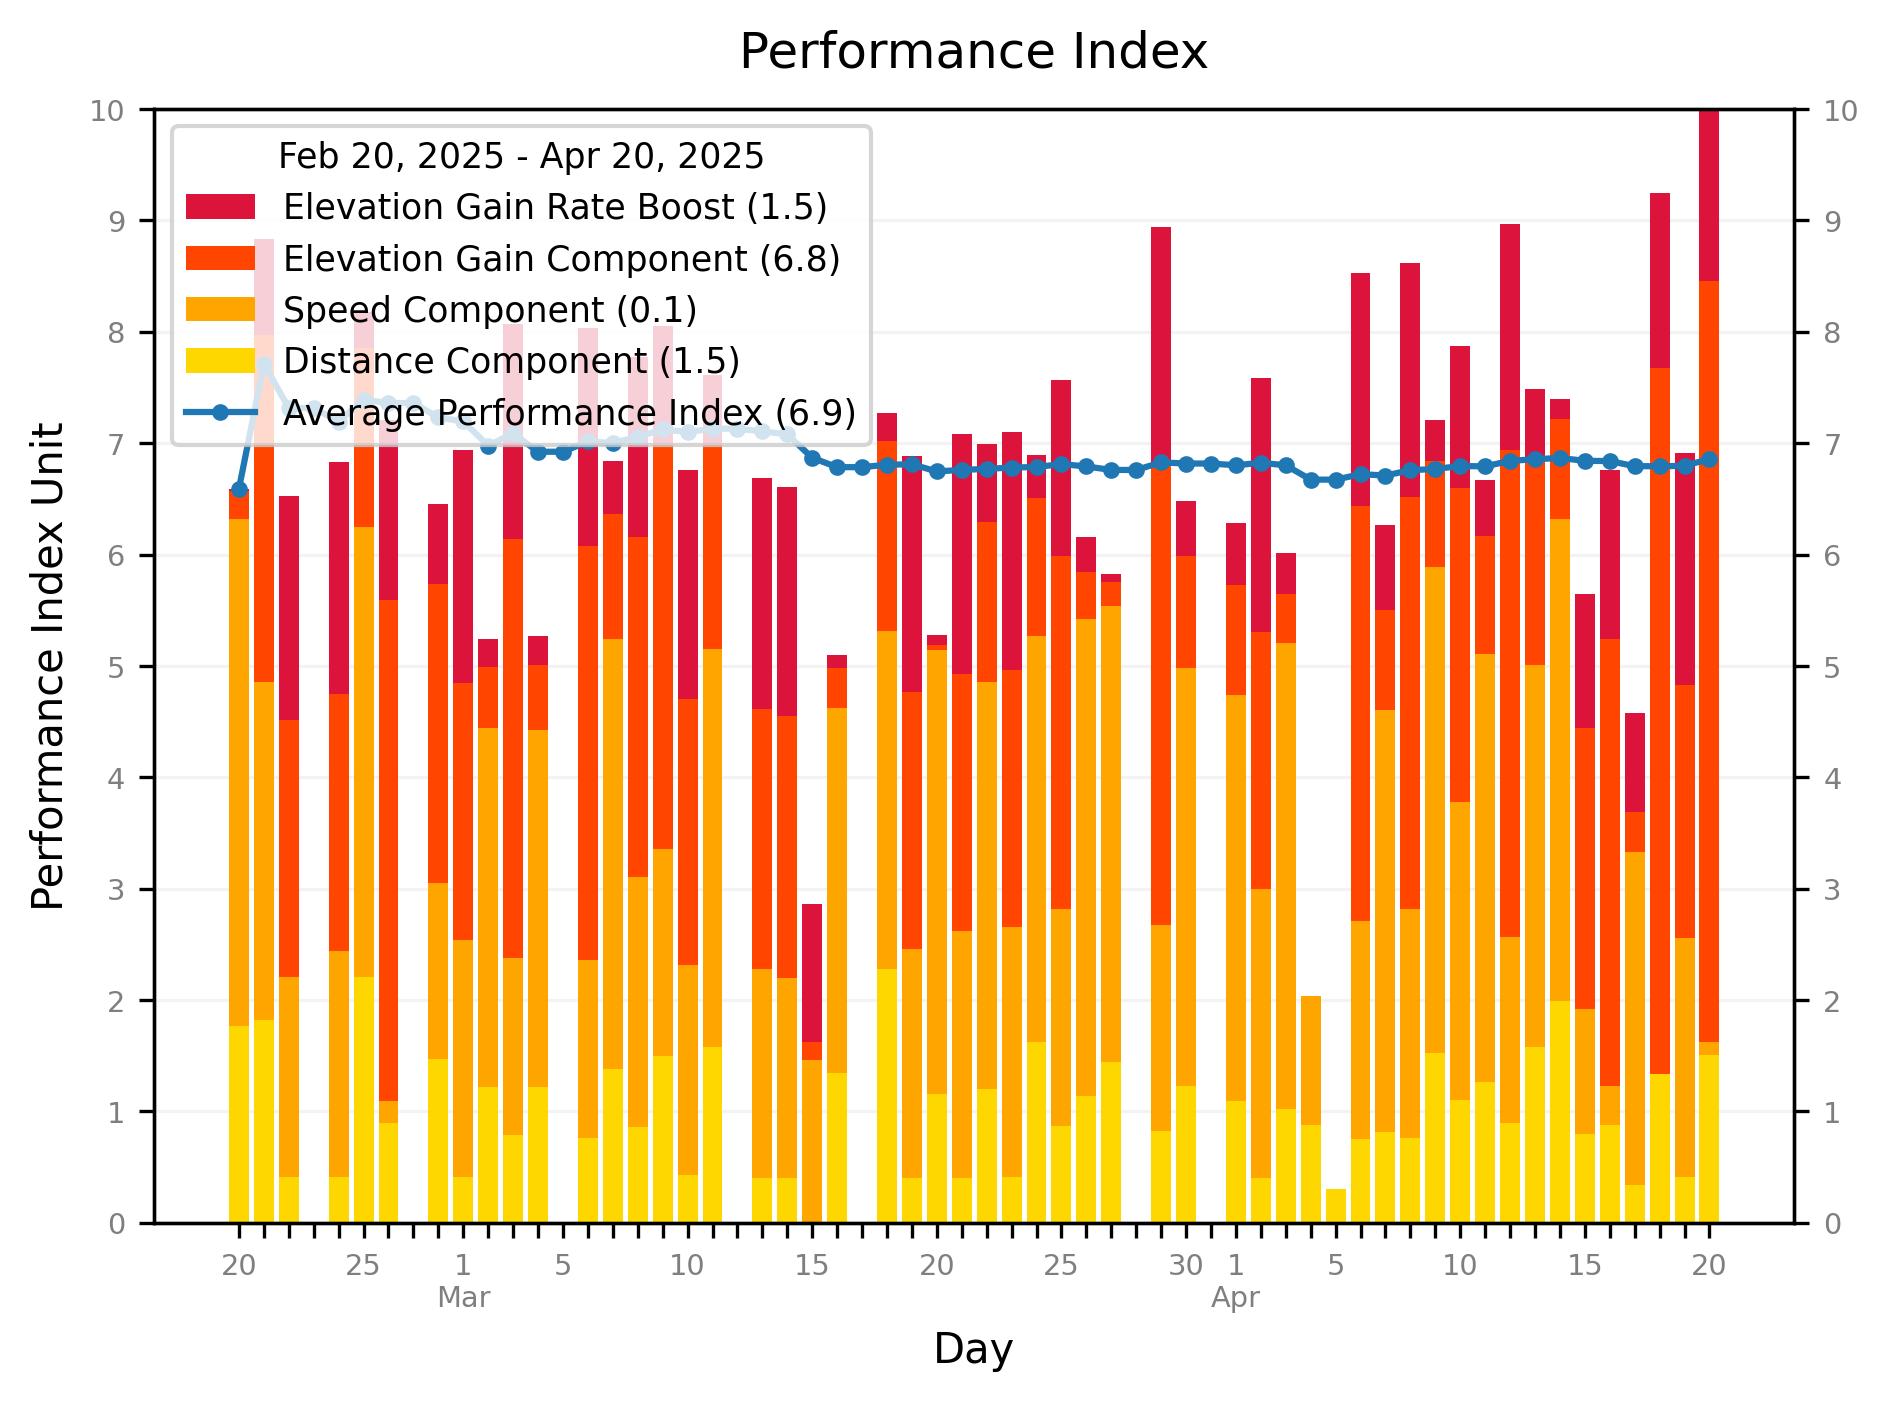 Performance Index
10
9
8
7
6
5
4
3
2
1
0
Performance Index Unit
Feb 20, 2025 - Apr 20, 2025
Elevation Gain Rate Boost (1.5)
Elevation Gain Component (6.8)
Speed Component (0.1)
Distance Component (1.5)
Average Performance Index (6.9)
10
9
8
7
6
5
4
3
2
1
0
20 25 1 5 10 15 20 25 30 1 5 10 15 20
Mar Apr
Day